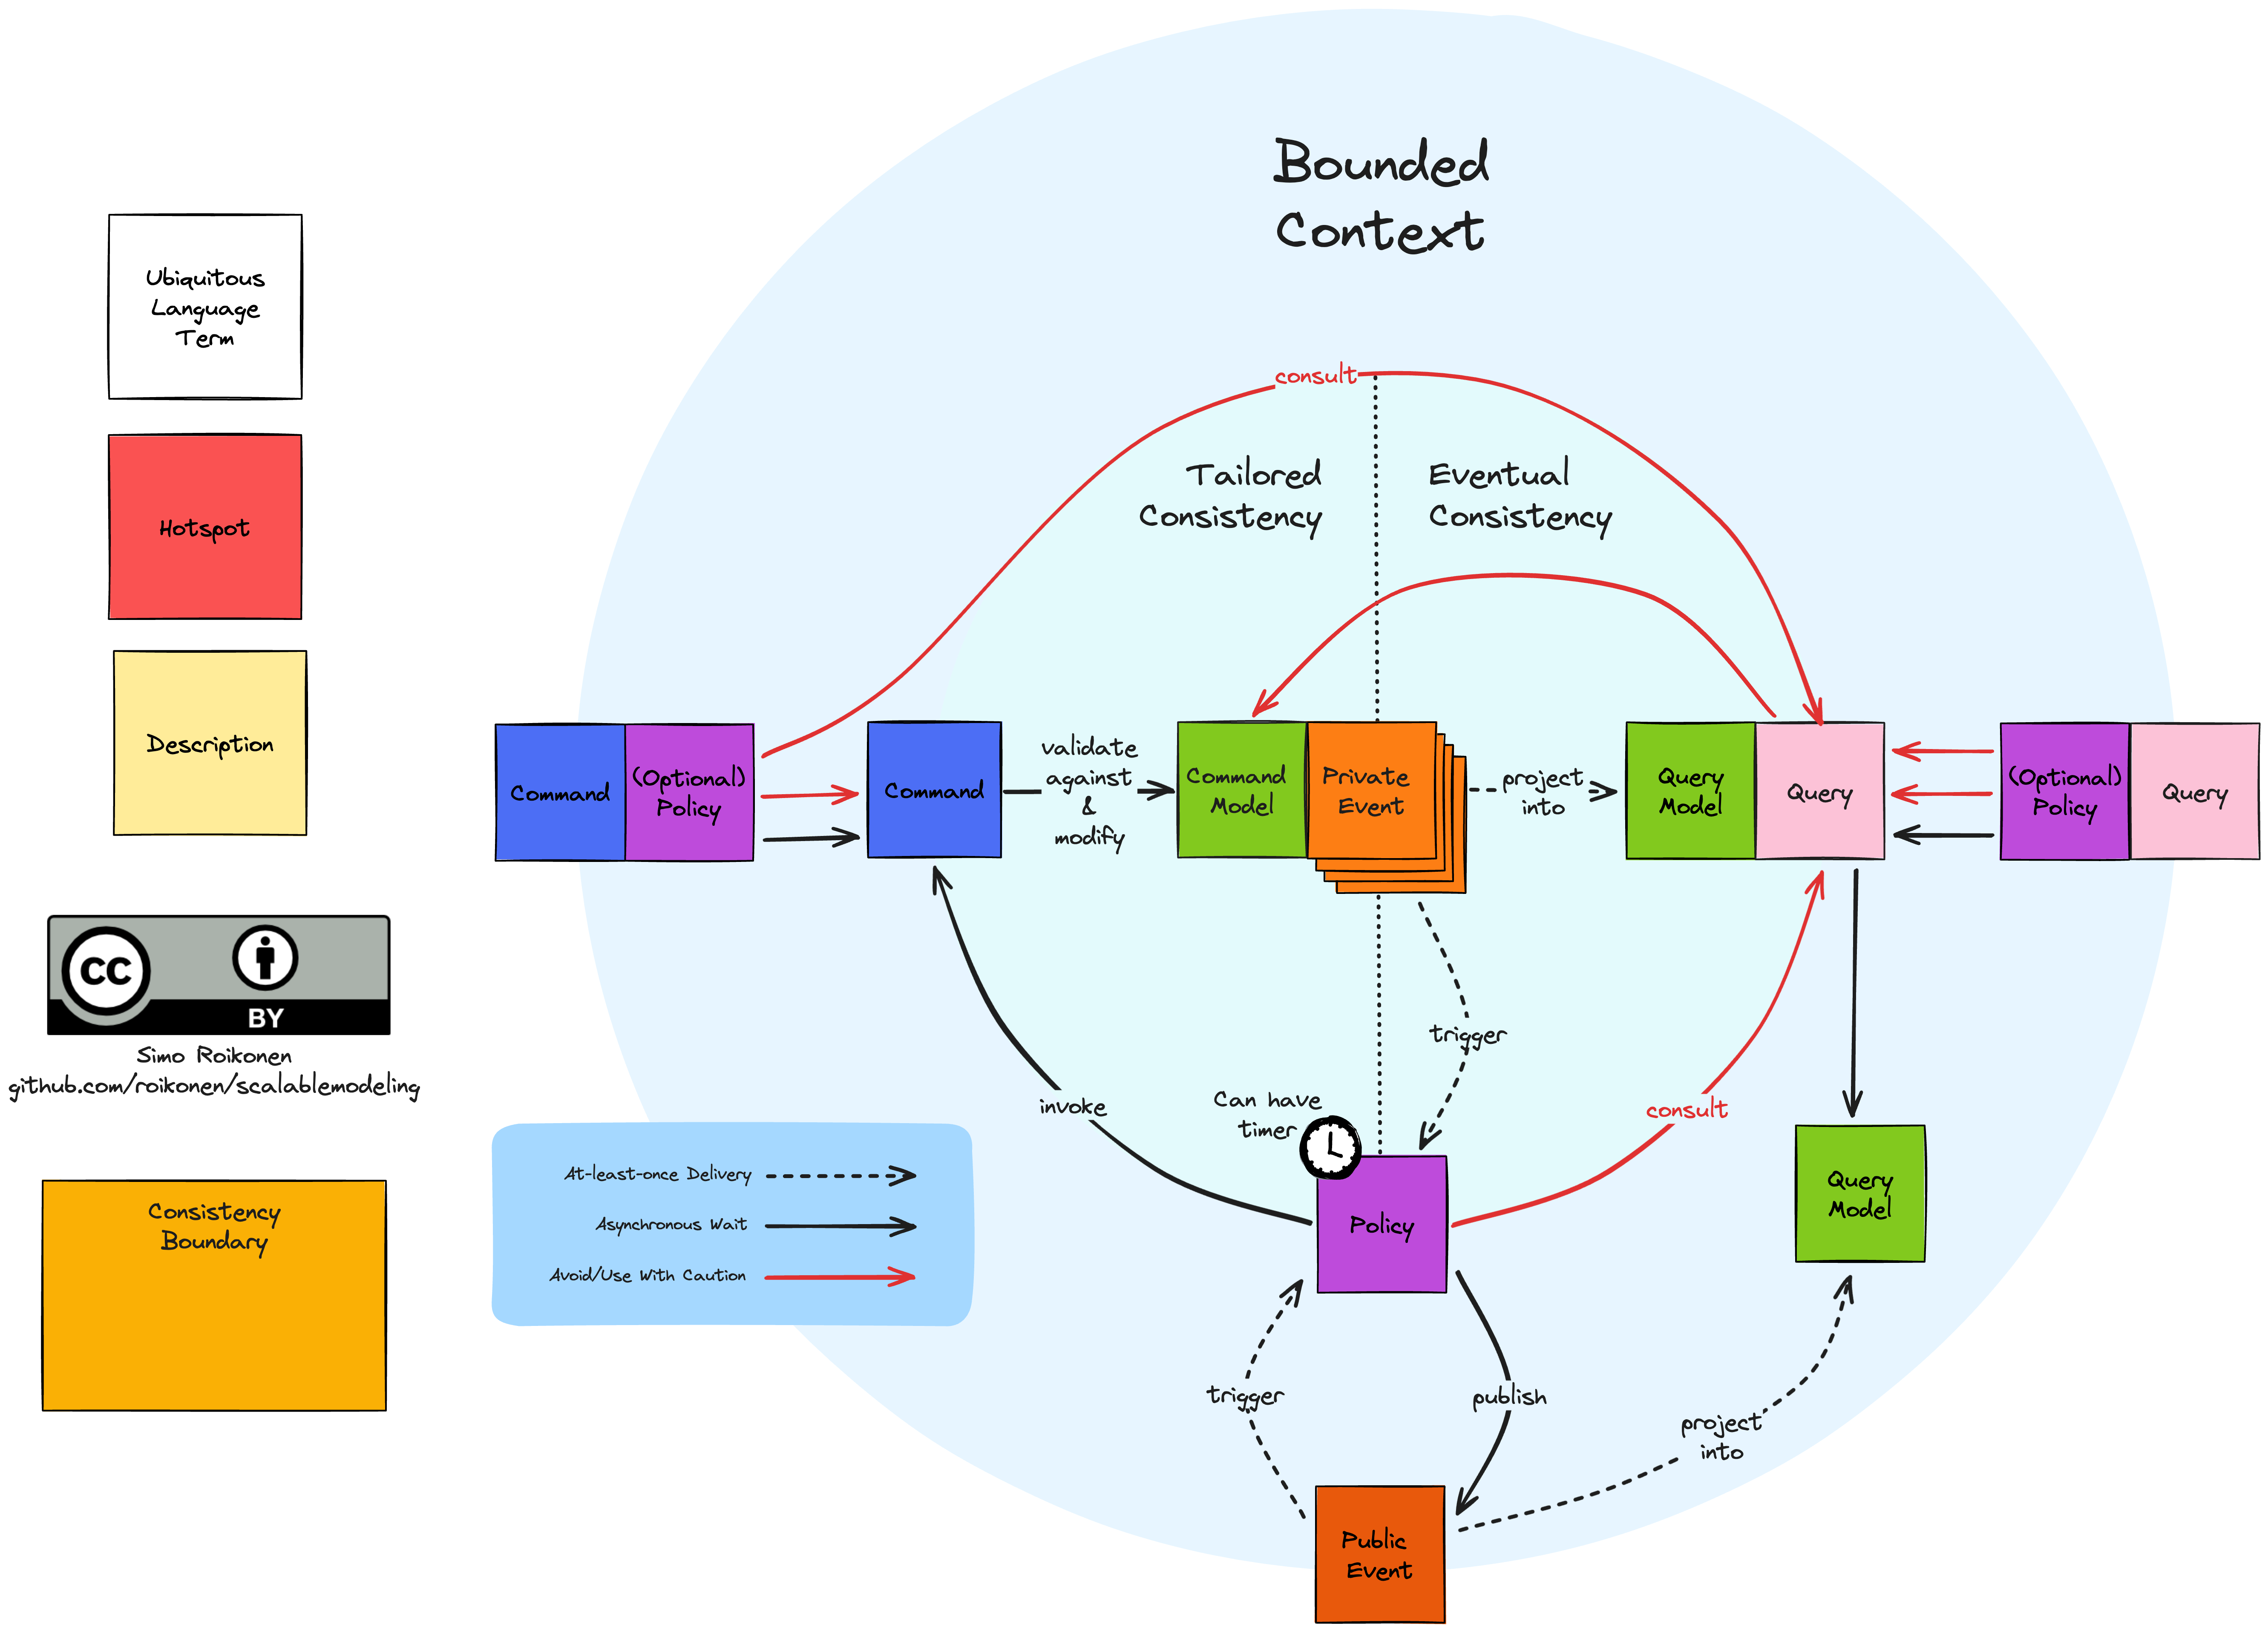 Bounded
Context
Ubiquitous
Language
Term
Hotspot
Description
CC
BY
Simo Roikonen
github.com/roikonen/scalablemodeling
Consistency
Boundary
consult
Tailored
Consistency
Eventual
Consistency
Command
(Optional)
Policy
Command
validate
against
&
modify
Command
Model
Private
Event
project
into
Query
Model
Query
(Optional)
Policy
Query
trigger
Can have
timer
invoke
consult
Policy
Query
Model
At-least-once Delivery
Asynchronous Wait
Avoid/Use With Caution
trigger
publish
project
into
Public
Event